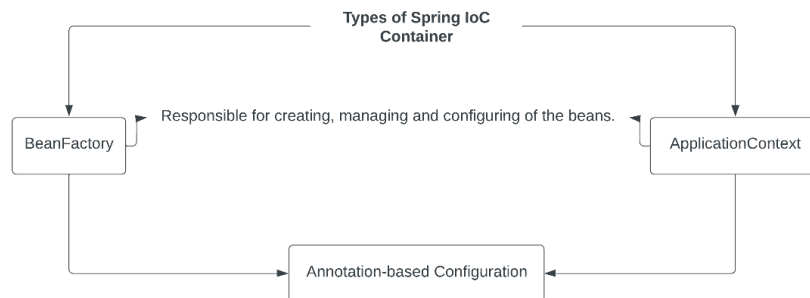 Types of Spring IoC
Container
Responsible for creating, managing and configuring of the beans.
BeanFactory
ApplicationContext
Annotation-based Configuration